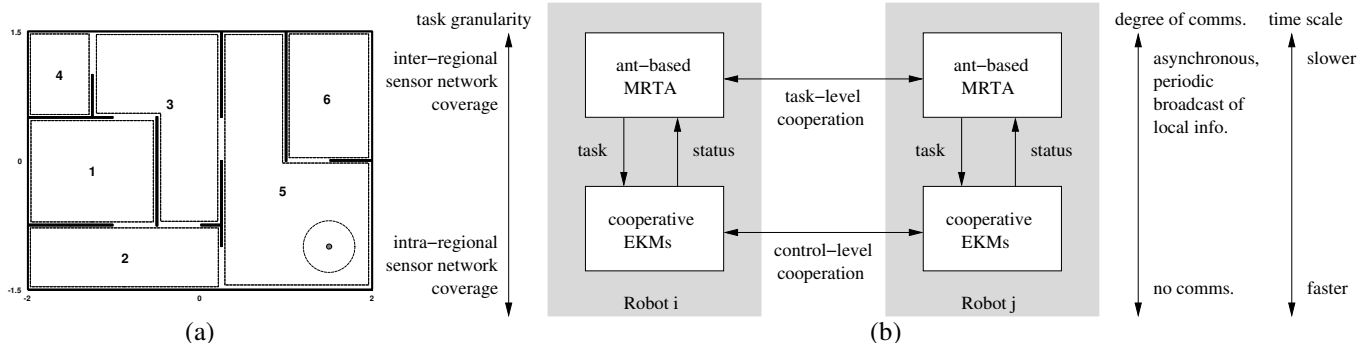 1.5
0
-1.5
-2
0
2
4
3
6
1
5
2
(a)
task granularity
inter−regional
sensor network
coverage
intra−regional
sensor network
coverage
ant−based
MRTA
task
status
cooperative
EKMs
Robot i
task−level
cooperation
control−level
cooperation
ant−based
MRTA
task
status
cooperative
EKMs
Robot j
(b)
degree of comms.
asynchronous,
periodic
broadcast of
local info.
no comms.
time scale
slower
faster